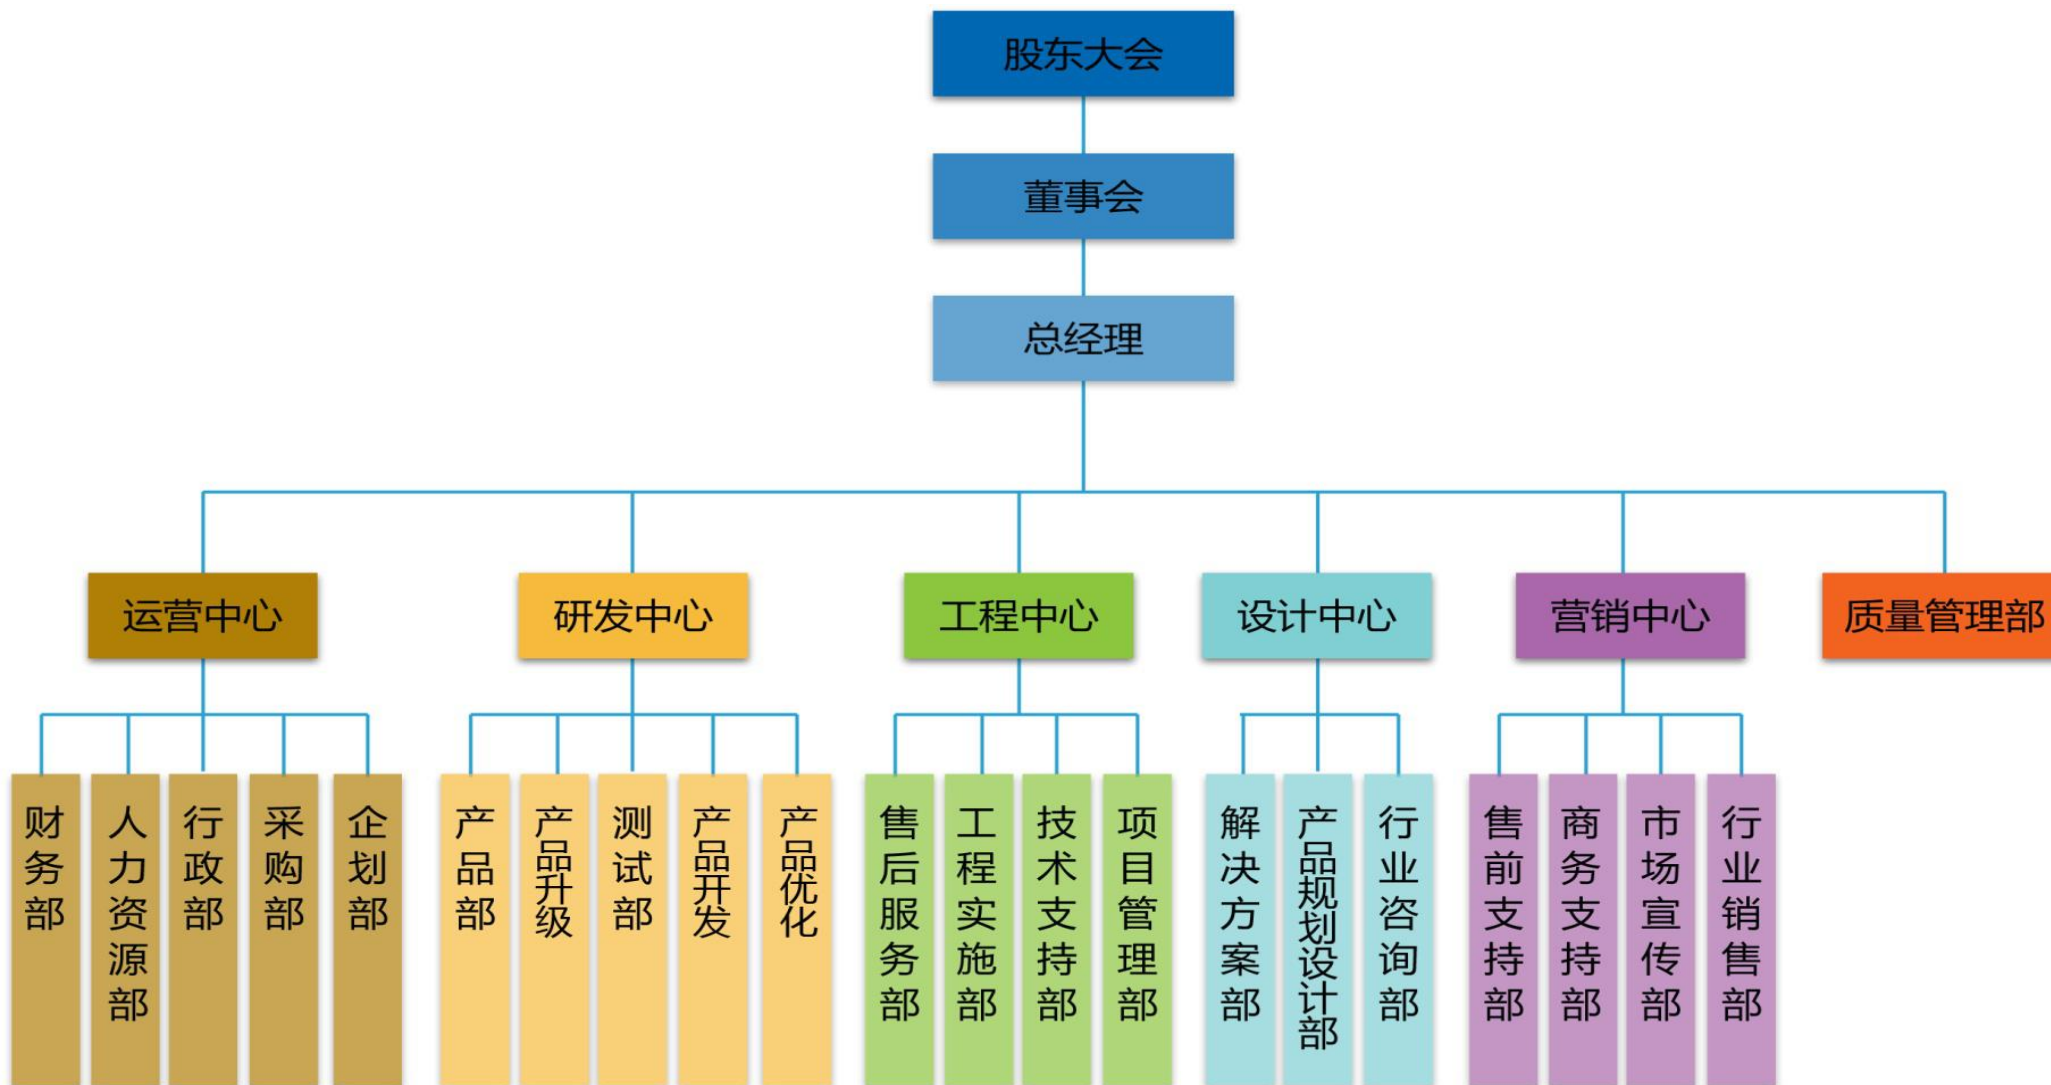 股东大会
董事会
总经理
运营中心
研发中心
工程中心
设计中心
营销中心
质量管理部
财务部
人力资源部
行政部
采购部
企划部
产品部
产品升级
测试部
产品开发
产品优化
售后服务部
工程实施部
技术支持部
项目管理部
解决方案部
产品规划设计部
行业咨询部
售前支持部
商务支持部
市场宣传部
行业销售部